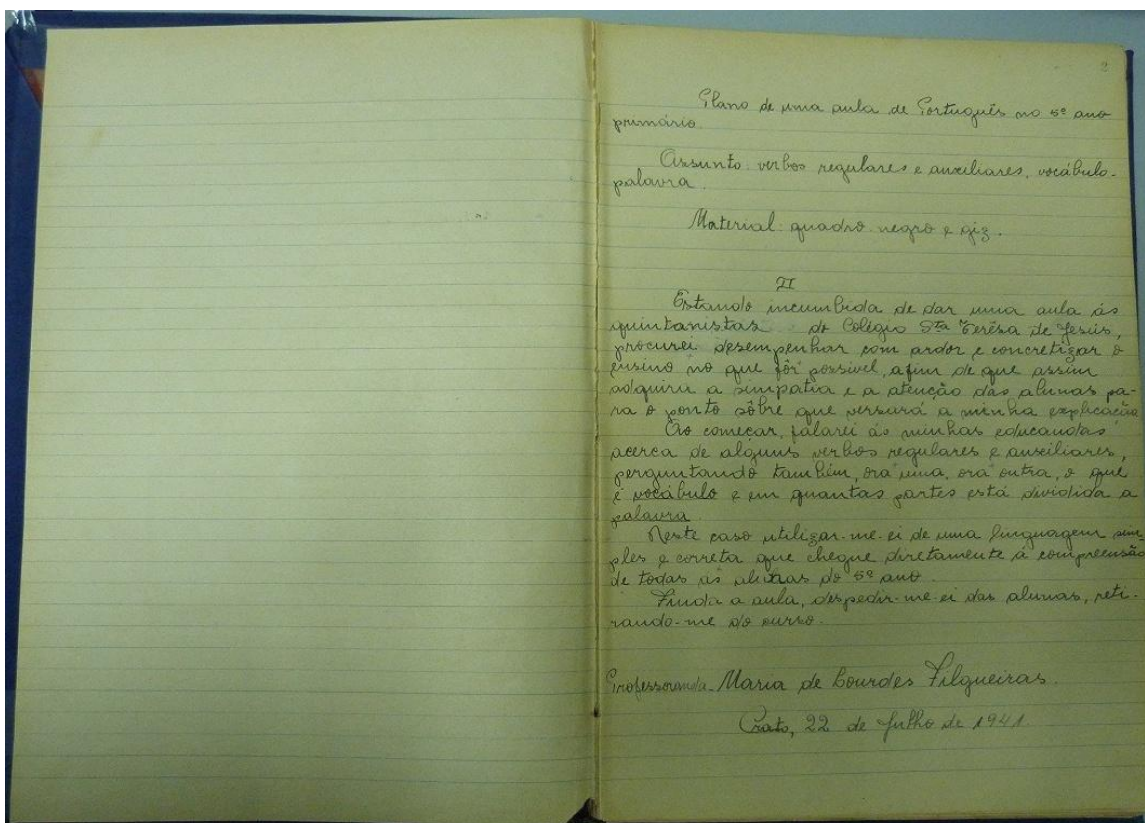 2
Plano de uma aula de Português no 5º ano
primário.
Assunto: verbos regulares e auxiliares, vocábulo-
palavra.
Material: quadro-negro e giz.
II
Estando incumbida de dar uma aula ás
quintanistas do Colégio Sta Terêsa de Jesús,
procurei desempenhar com ardor e concretizar o
ensino no que fôr possível, afim de que assim
adquirir a simpatia e a atenção das alunas pa-
ra o ponto sôbre que versurá a minha explicação
Ao começar, falarei ás minhas educandas
acerca de alguns verbos regulares e auxiliares,
perguntando também, ora uma, ora outra, o que
é vocábulo e em quantas partes está dividida a
palavra.
Neste caso utilizar-me-ei de uma linguagem sim
ples e correta que chegue diretamente á compreensão
de todas as alunas do 5º ano.
Finda a aula, despedir-me-ei das alunas, reti-
rando-me do curso.
Professoranda-Maria de Lourdes Filgueiras.
Crato, 22 de Julho de 1941